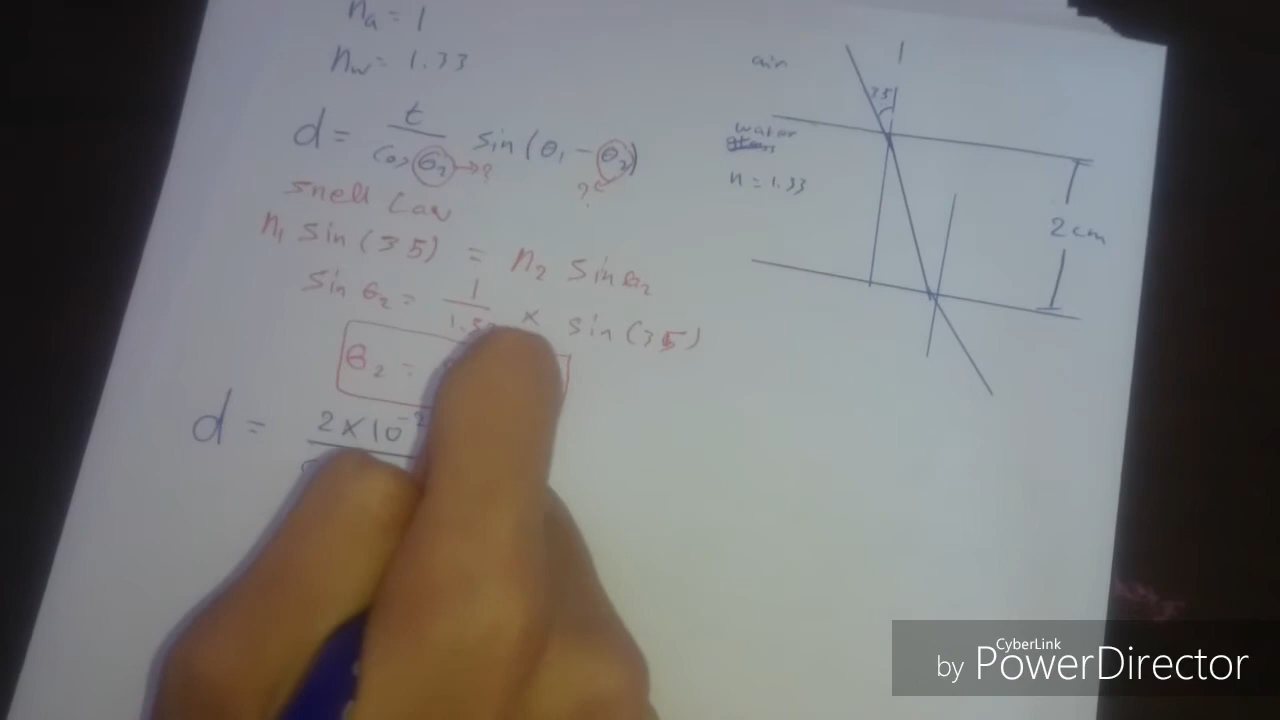 na = 1
nw = 1.33
d = t / cos θ2 sin(θ1 - θ2)
?
?
snell Law
n1 sin(35) = n2 sin θ2
sin θ2 = 1 / 1.33 × sin(35)
θ2 =
d = 2×10^-2
air
35
water
n = 1.33
2 cm
CyberLink
by PowerDirector